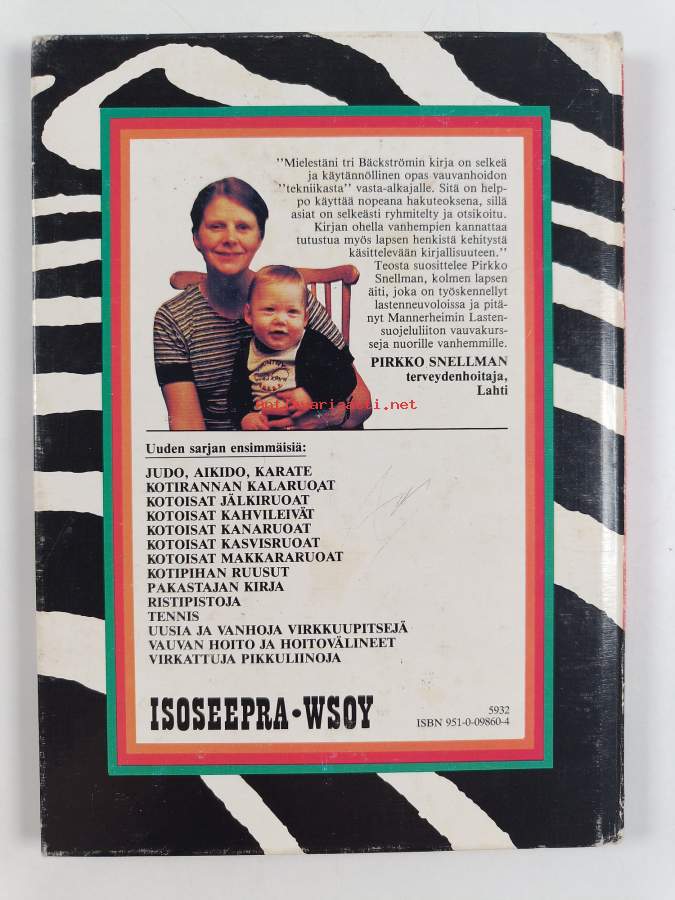 "Mielestäni tri Bäckströmin kirja on selkeä
ja käytännöllinen opas vauvanhoidon
"tekniikasta" vasta-alkajalle. Sitä on help-
po käyttää nopeana hakuteoksena, sillä
asiat on selkeästi ryhmitelty ja otsikoitu.
Kirjan ohella vanhempien kannattaa
tutustua myös lapsen henkistä kehitystä
käsittelevään kirjallisuuteen."
Teosta suosittelee Pirkko
Snellman, kolmen lapsen
äiti, joka on työskennellyt
lastenneuvoloissa ja pitä-
nyt Mannerheimin Lasten-
suojeluliiton vauvakurs-
seja nuorille vanhemmille.
PIRKKO SNELLMAN
terveydenhoitaja,
Lahti
antikvariaatti.net
Uuden sarjan ensimmäisiä:
JUDO, AIKIDO, KARATE
KOTIRANNAN KALARUOAT
KOTOISAT JÄLKIRUOAT
KOTOISAT KAHVILEIVÄT
KOTOISAT KANARUOAT
KOTOISAT KASVISRUOAT
KOTOISAT MAKKARARUOAT
KOTIPIHAN RUUSUT
PAKASTAJAN KIRJA
RISTIPISTOJA
TENNIS
UUSIA JA VANHOJA VIRKKUUPITSEJÄ
VAUVAN HOITO JA HOITOVÄLINEET
VIRKATTUJA PIKKULIINOJA
ISOSEEPRA·WSOY
5932
ISBN 951-0-09860-4